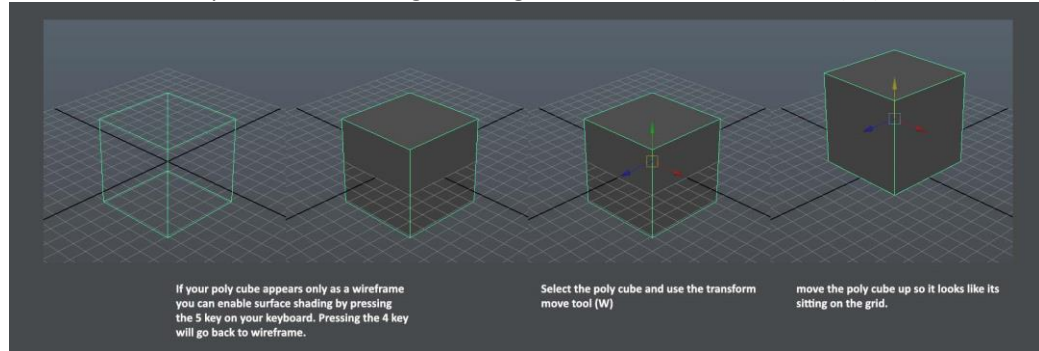 If your poly cube appears only as a wireframe
you can enable surface shading by pressing
the 5 key on your keyboard. Pressing the 4 key
will go back to wireframe.
Select the poly cube and use the transform
move tool (W)
move the poly cube up so it looks like its
sitting on the grid.